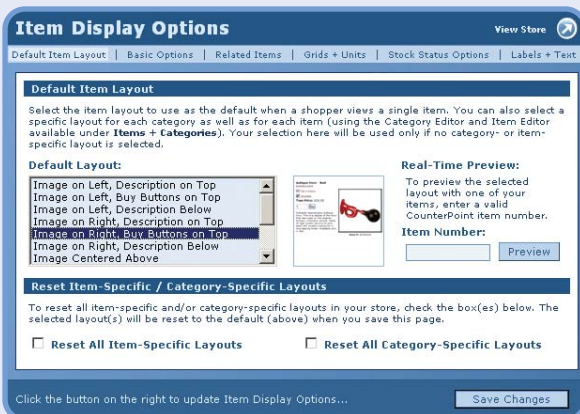 Item Display Options
View Store
Default Item Layout | Basic Options | Related Items | Grids + Units | Stock Status Options | Labels + Text
Default Item Layout
Select the item layout to use as the default when a shopper views a single item. You can also select a
specific layout for each category as well as for each item (using the Category Editor and Item Editor
available under Items + Categories). Your selection here will be used only if no category- or item-
specific layout is selected.
Default Layout:
Image on Left, Description on Top
Image on Left, Buy Buttons on Top
Image on Left, Description Below
Image on Right, Description on Top
Image on Right, Buy Buttons on Top
Image on Right, Description Below
Image Centered Above
Real-Time Preview:
To preview the selected
layout with one of your
items, enter a valid
CounterPoint item number.
Item Number:
Preview
Reset Item-Specific / Category-Specific Layouts
To reset all item-specific and/or category-specific layouts in your store, check the box(es) below. The
selected layout(s) will be reset to the default (above) when you save this page.
Reset All Item-Specific Layouts
Reset All Category-Specific Layouts
Click the button on the right to update Item Display Options...
Save Changes